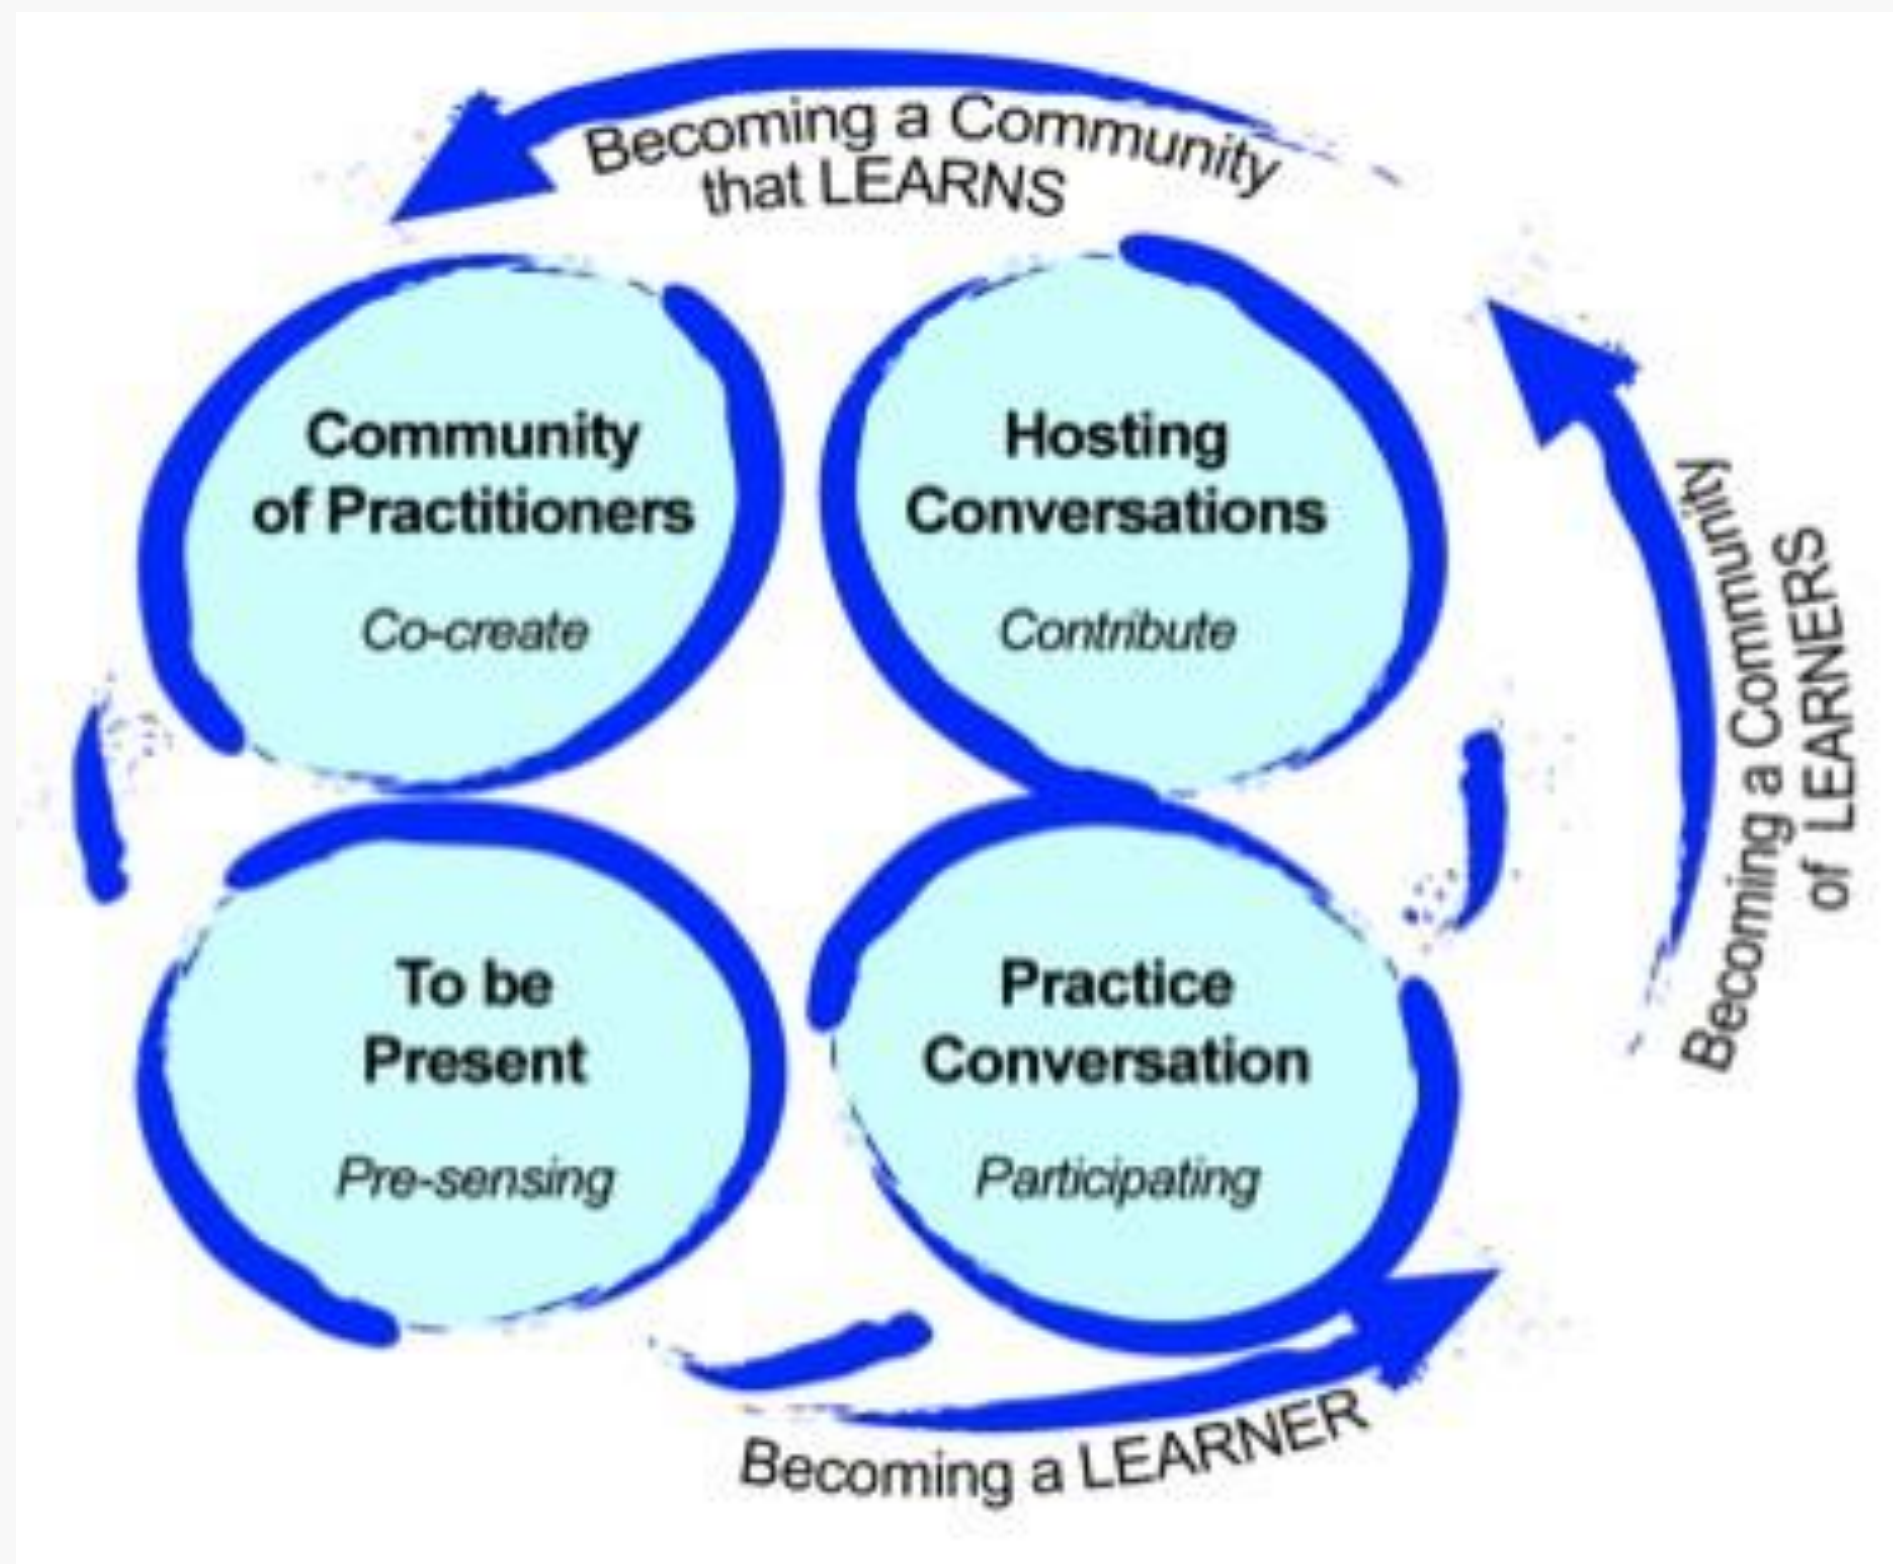 Becoming a Community
that LEARNS
Community
of Practitioners
Co-create
Hosting
Conversations
Contribute
Becoming a Community
of LEARNERS
To be
Present
Pre-sensing
Practice
Conversation
Participating
Becoming a LEARNER